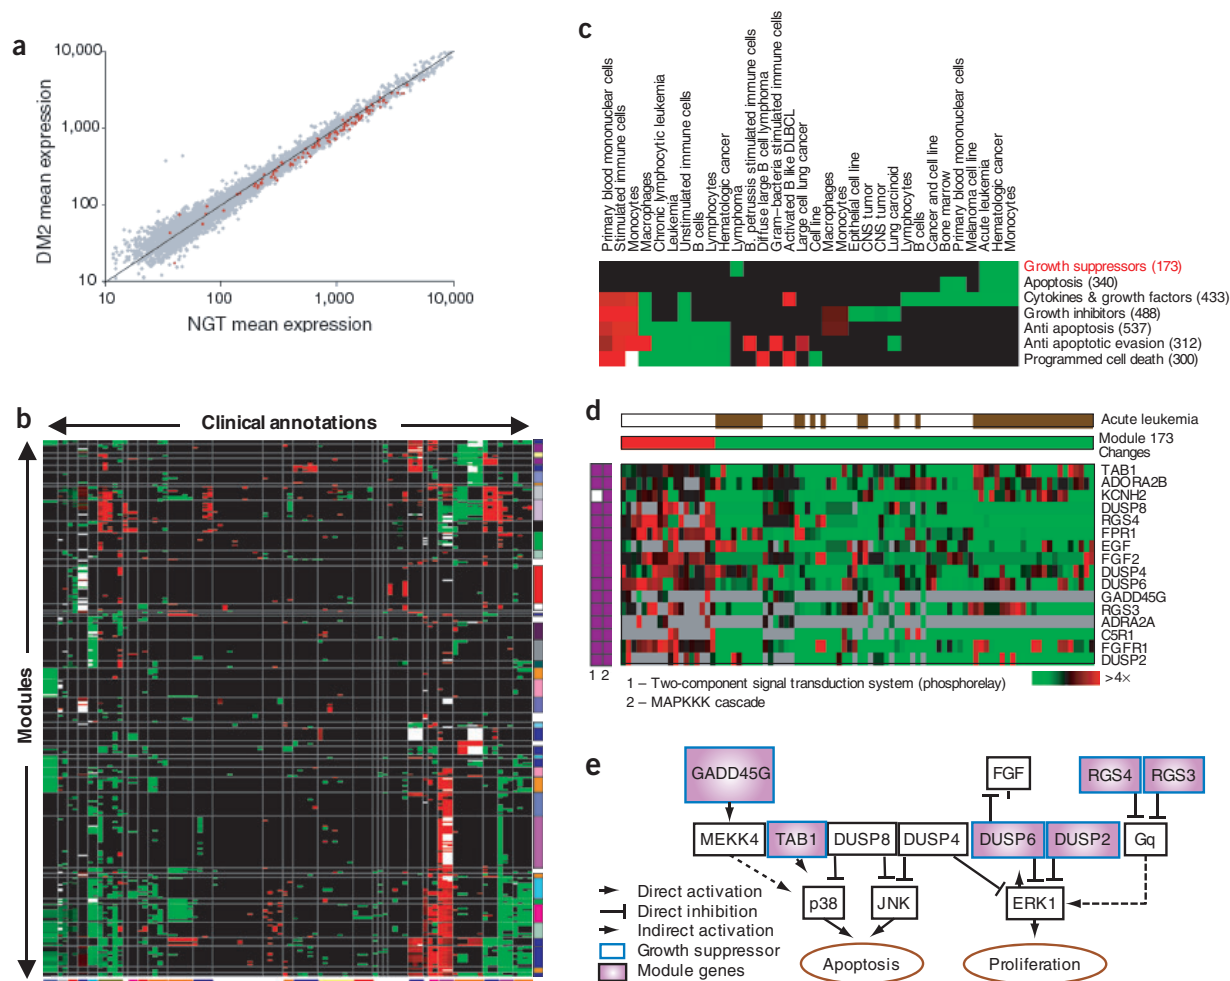 a
10,000
1,000
100
10
DM2 mean expression
10
100
1,000
10,000
NGT mean expression
b
Clinical annotations
Modules
c
Primary blood mononuclear cells
Stimulated immune cells
Monocytes
Macrophages
Chronic lymphocytic leukemia
Leukemia
Unstimulated immune cells
B cells
Lymphocytes
Hematologic cancer
Lymphoma
B. petrussis stimulated immune cells
Diffuse large B cell lymphoma
Gram-bacteria stimulated immune cells
Activated B like DLBCL
Large cell lung cancer
Cell line
Macrophages
Monocytes
Epithelial cell line
CNS tumor
CNS tumor
Lung carcinoid
Lymphocytes
B cells
Cancer and cell line
Bone marrow
Primary blood mononuclear cells
Melanoma cell line
Acute leukemia
Hematologic cancer
Monocytes
Growth suppressors (173)
Apoptosis (340)
Cytokines & growth factors (433)
Growth inhibitors (488)
Anti apoptosis (537)
Anti apoptotic evasion (312)
Programmed cell death (300)
d
Acute leukemia
Module 173
Changes
TAB1
ADORA2B
KCNH2
DUSP8
RGS4
FPR1
EGF
FGF2
DUSP4
DUSP6
GADD45G
RGS3
ADRA2A
C5R1
FGFR1
DUSP2
1 2
1 – Two-component signal transduction system (phosphorelay)
2 – MAPKKK cascade
>4×
e
GADD45G
FGF
RGS4
RGS3
MEKK4
TAB1
DUSP8
DUSP4
DUSP6
DUSP2
Gq
p38
JNK
ERK1
Apoptosis
Proliferation
Direct activation
Direct inhibition
Indirect activation
Growth suppressor
Module genes